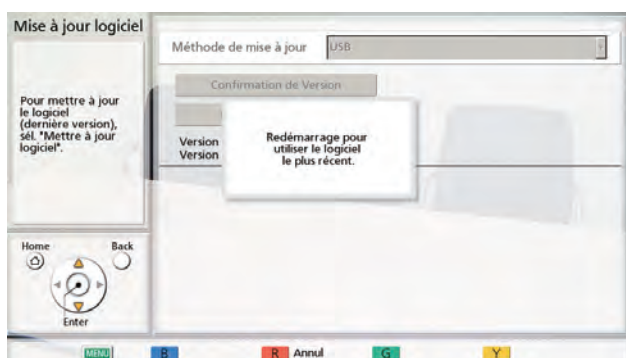 Mise à jour logiciel
Pour mettre à jour
le logiciel
(dernière version),
sél. "Mettre à jour
logiciel".
Méthode de mise à jour USB
Confirmation de Version
Version
Version
Redémarrage pour
utiliser le logiciel
le plus récent.
Home Back
Enter
MENU B R Annul G Y